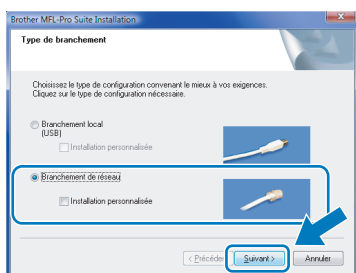 Brother MFL-Pro Suite Installation
Type de branchement
Choisissez le type de configuration convenant le mieux à vos exigences.
Cliquez sur le type de configuration nécessaire.
Branchement local
(USB)
Installation personnalisée
Branchement de réseau
Installation personnalisée
< Précéder
Suivant >
Annuler